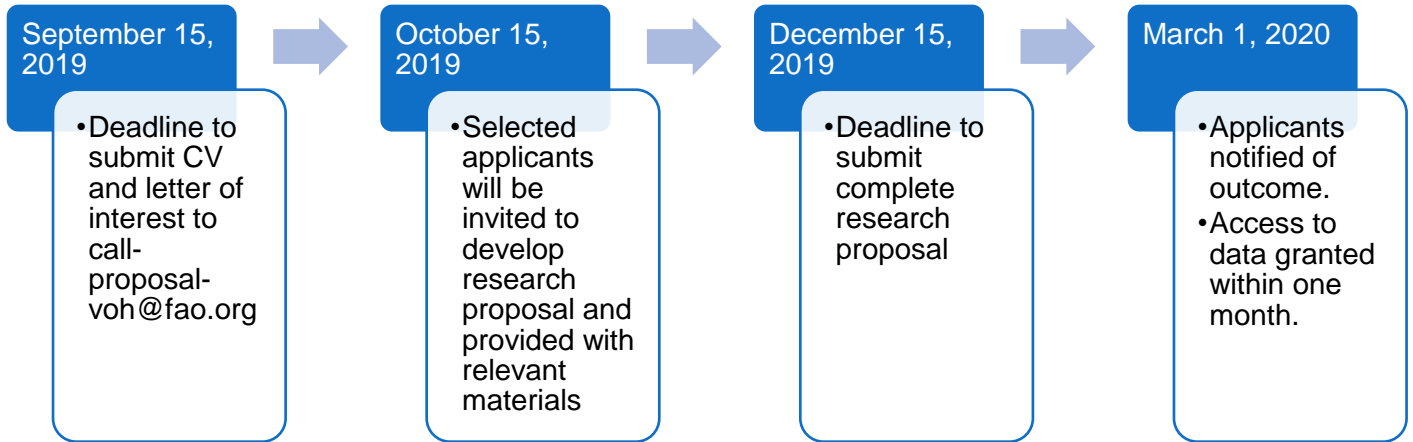 September 15,
2019
•Deadline to
submit CV
and letter of
interest to
call-
proposal-
voh@fao.org
October 15,
2019
•Selected
applicants
will be
invited to
develop
research
proposal and
provided with
relevant
materials
December 15,
2019
•Deadline to
submit
complete
research
proposal
March 1, 2020
•Applicants
notified of
outcome.
•Access to
data granted
within one
month.